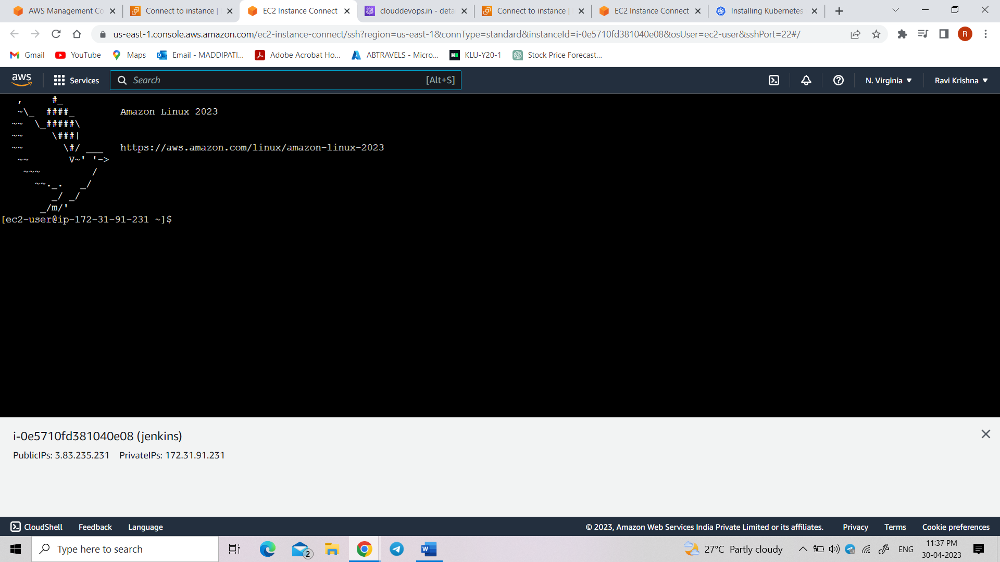 AWS Management Co
Connect to instance |
EC2 Instance Connect
clouddevops.in - deta
Connect to instance |
EC2 Instance Connect
Installing Kubernetes
us-east-1.console.aws.amazon.com/ec2-instance-connect/ssh?region=us-east-1&connType=standard&instanceId=i-0e5710fd381040e08&osUser=ec2-user&sshPort=22#/
R
Gmail
YouTube
Maps
Email - MADDIPATI...
Adobe Acrobat Ho...
ABTRAVELS - Micro...
KLU-Y20-1
Stock Price Forecast...
aws
Services
Search
[Alt+S]
N. Virginia
Ravi Krishna
   ,     #_
   ~\_  ####_        Amazon Linux 2023
  ~~  \_#####\
  ~~     \###|
  ~~       \#/ ___   https://aws.amazon.com/linux/amazon-linux-2023
   ~~       V~' '->
    ~~~         /
      ~~._.   _/
         _/ _/
       _/m/'
[ec2-user@ip-172-31-91-231 ~]$
i-0e5710fd381040e08 (jenkins)
PublicIPs: 3.83.235.231 PrivateIPs: 172.31.91.231
CloudShell
Feedback
Language
© 2023, Amazon Web Services India Private Limited or its affiliates.
Privacy
Terms
Cookie preferences
Type here to search
2
W
27°C Partly cloudy
ENG
11:37 PM
30-04-2023